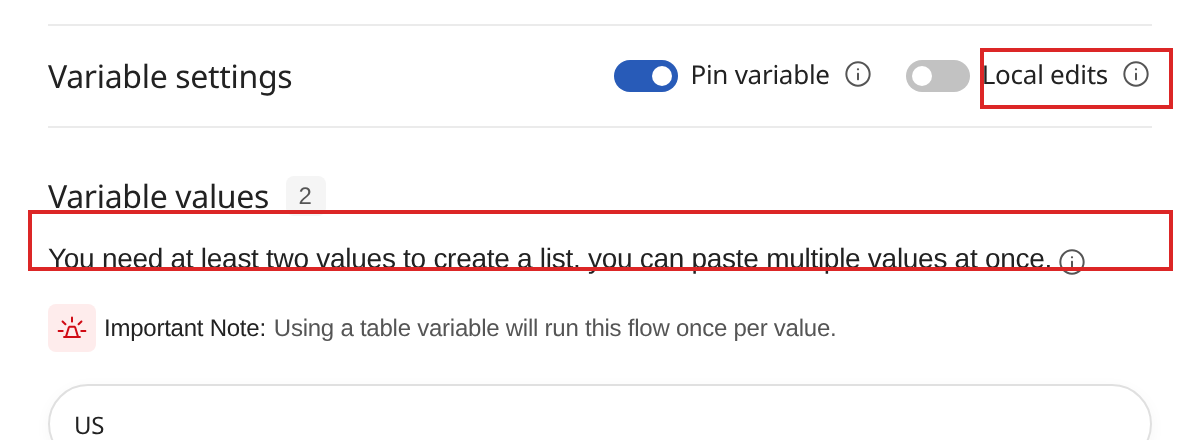 Variable settings Pin variable Local edits
Variable values 2
You need at least two values to create a list, you can paste multiple values at once.
Important Note: Using a table variable will run this flow once per value.
US